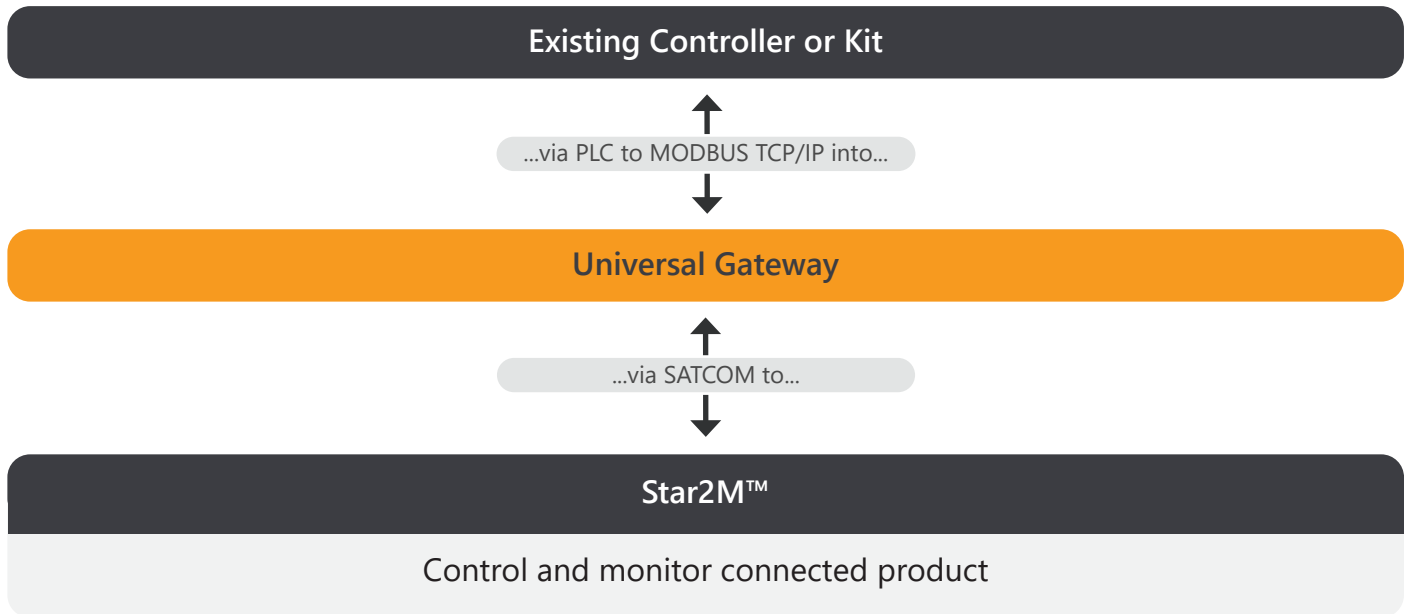 Existing Controller or Kit
...via PLC to MODBUS TCP/IP into...
Universal Gateway
...via SATCOM to...
Star2M™
Control and monitor connected product